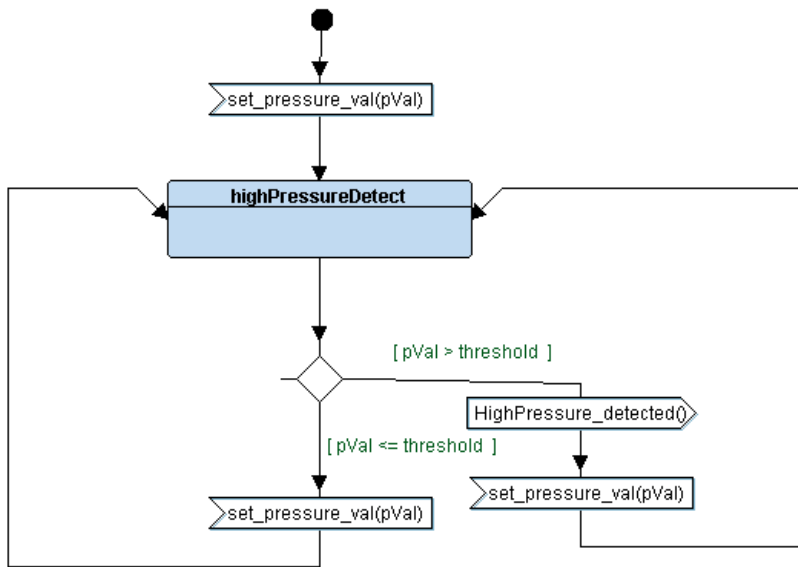 set_pressure_val(pVal)
highPressureDetect
[ pVal > threshold ]
HighPressure_detected()
[ pVal <= threshold ]
set_pressure_val(pVal)
set_pressure_val(pVal)